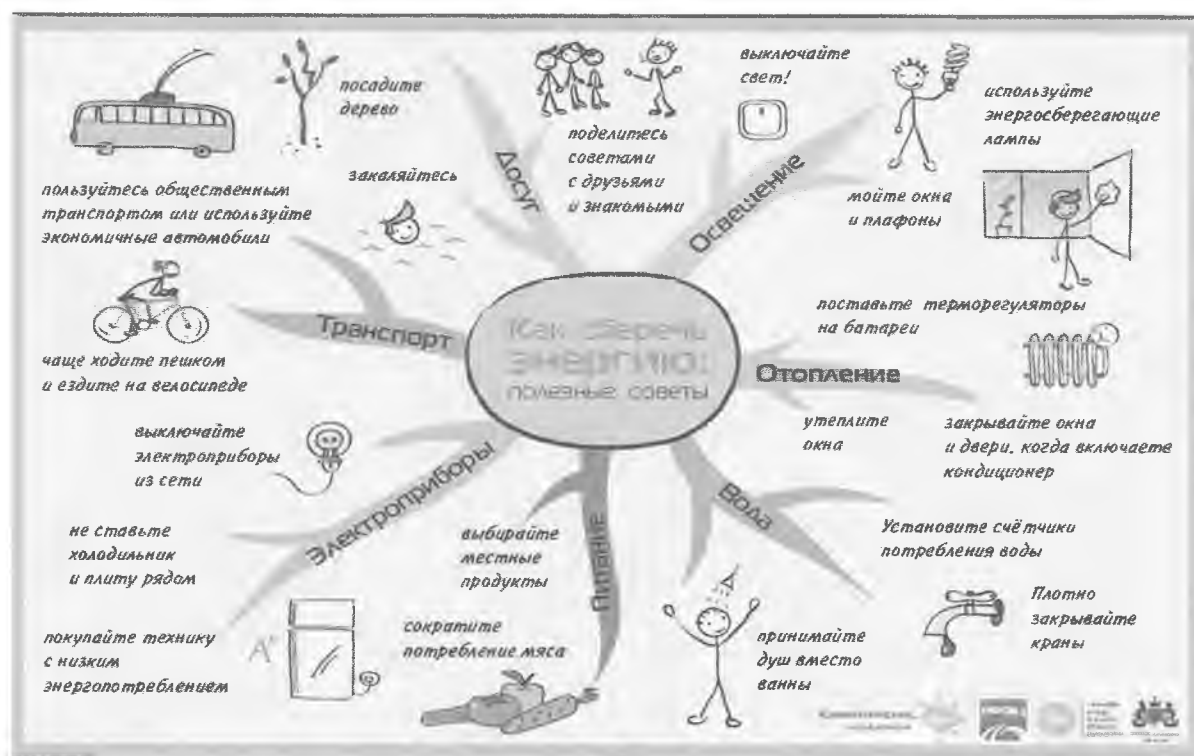 Как сберечь
ЭНЕРГИЮ:
полезные советы
Досуг
посадите
дерево
закаляйтесь
поделитесь
советами
с друзьями
и знакомыми
Освещение
выключайте
свет!
используйте
энергосберегающие
лампы
мойте окна
и плафоны
Отопление
поставьте терморегуляторы
на батареи
утеплите
окна
закрывайте окна
и двери, когда включаете
кондиционер
Вода
Установите счётчики
потребления воды
Плотно
закрывайте
краны
принимайте
душ вместо
ванны
Питание
выбирайте
местные
продукты
сократите
потребление мяса
Электроприборы
выключайте
электроприборы
из сети
не ставьте
холодильник
и плиту рядом
покупайте технику
с низким
энергопотреблением
A+
Транспорт
пользуйтесь общественным
транспортом или используйте
экономичные автомобили
чаще ходите пешком
и ездите на велосипеде